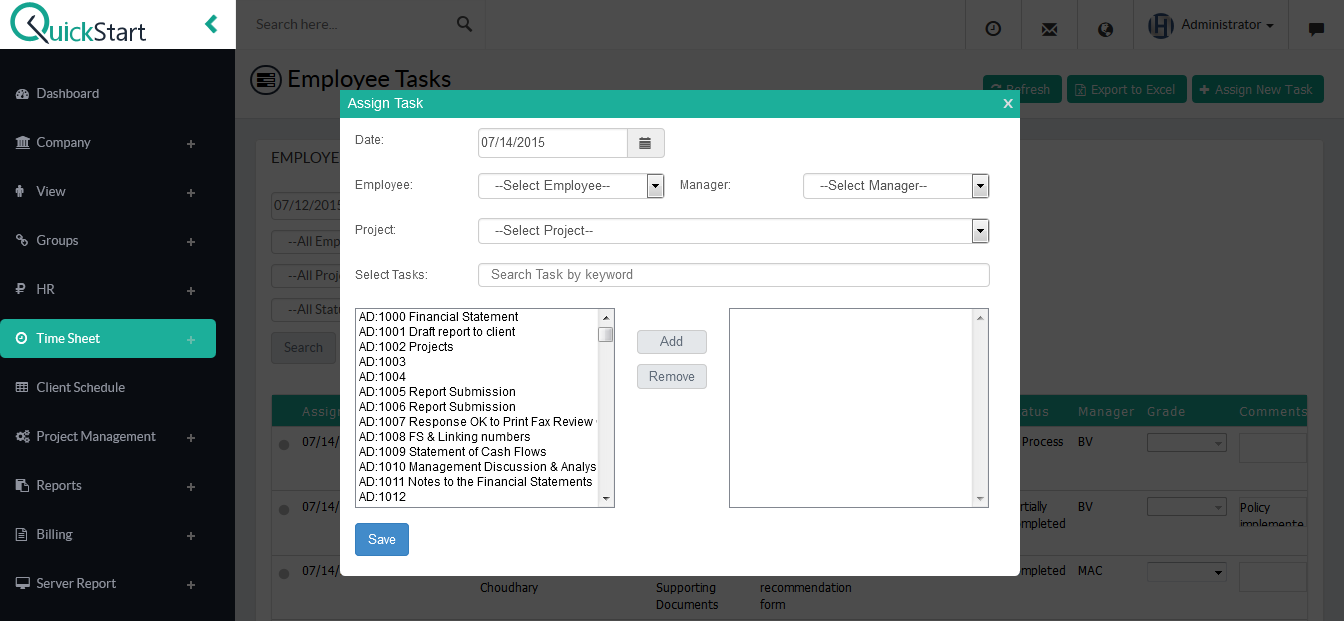 QuickStart
Search here...
Administrator
Dashboard
Company
View
Groups
HR
Time Sheet
Client Schedule
Project Management
Reports
Billing
Server Report
Employee Tasks
Refresh
Export to Excel
Assign New Task
EMPLOYE
07/12/2015
--All Emp
--All Proj
--All Stat
Search
Assign Task
X
Date:
07/14/2015
Employee:
--Select Employee--
Manager:
--Select Manager--
Project:
--Select Project--
Select Tasks:
Search Task by keyword
AD:1000 Financial Statement
AD:1001 Draft report to client
AD:1002 Projects
AD:1003
AD:1004
AD:1005 Report Submission
AD:1006 Report Submission
AD:1007 Response OK to Print Fax Review
AD:1008 FS & Linking numbers
AD:1009 Statement of Cash Flows
AD:1010 Management Discussion & Analys
AD:1011 Notes to the Financial Statements
AD:1012
Add
Remove
Save
Assig
atus
Manager
Grade
Comments
07/14/
Process
BV
07/14/
rtially
mpleted
BV
Policy
implemente
07/14/
Choudhary
Supporting
Documents
recommendation
form
mpleted
MAC